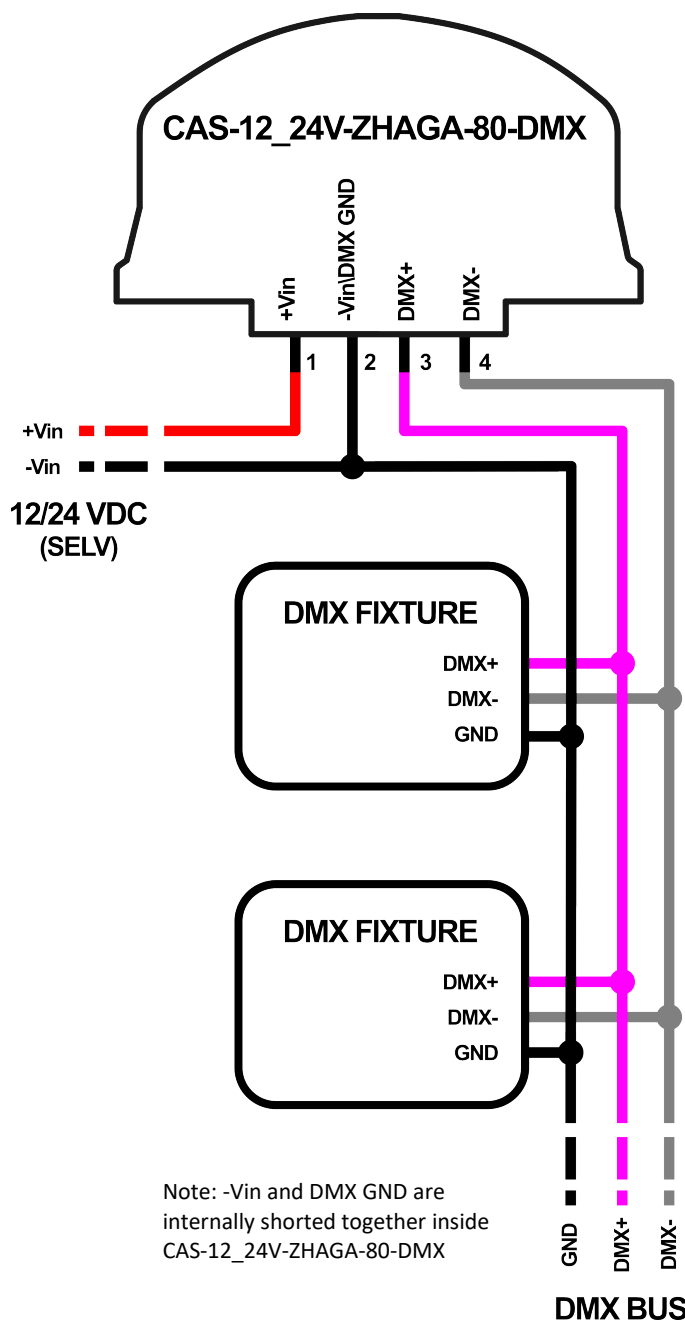 CAS-12_24V-ZHAGA-80-DMX
+Vin
-Vin\DMX GND
DMX+
DMX-
1
2
3
4
+Vin
-Vin
12/24 VDC
(SELV)
DMX FIXTURE
DMX+
DMX-
GND
DMX FIXTURE
DMX+
DMX-
GND
Note: -Vin and DMX GND are
internally shorted together inside
CAS-12_24V-ZHAGA-80-DMX
GND
DMX+
DMX-
DMX BUS